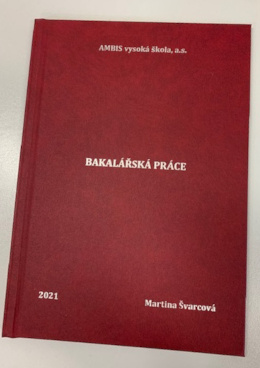 AMBIS vysoká škola, a.s.
BAKALÁŘSKÁ PRÁCE
2021
Martina Švarcová